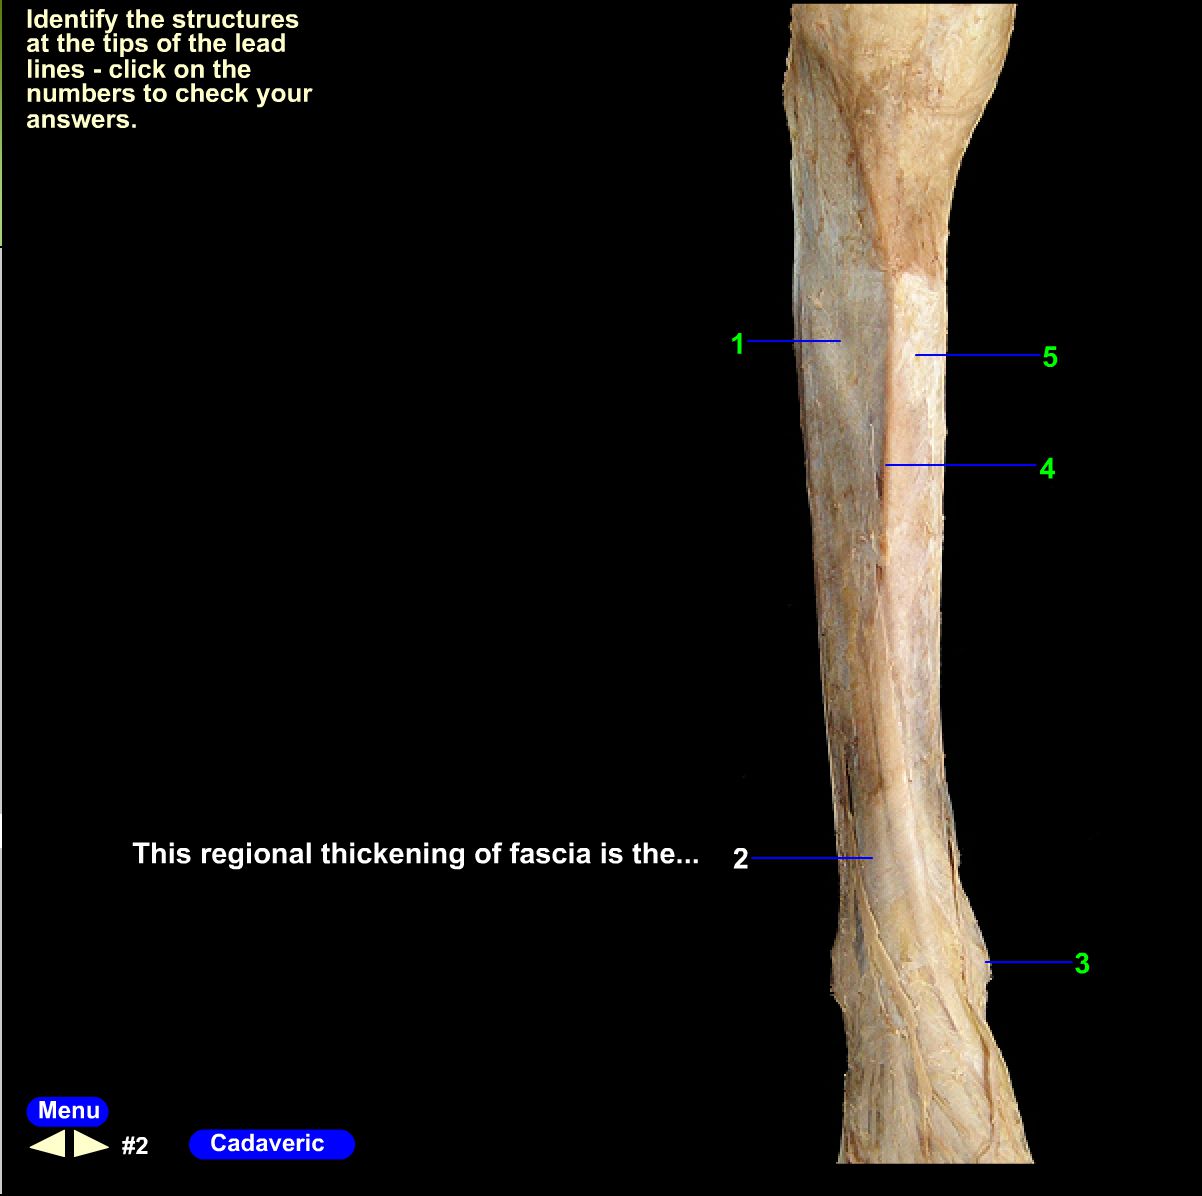 Identify the structures
at the tips of the lead
lines - click on the
numbers to check your
answers.
1
5
4
This regional thickening of fascia is the... 2
3
Menu
#2 Cadaveric